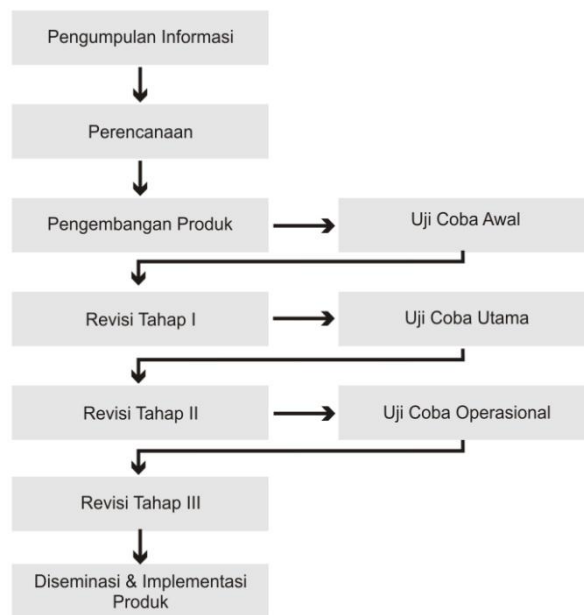 Pengumpulan Informasi
Perencanaan
Pengembangan Produk
Uji Coba Awal
Revisi Tahap I
Uji Coba Utama
Revisi Tahap II
Uji Coba Operasional
Revisi Tahap III
Diseminasi & Implementasi
Produk